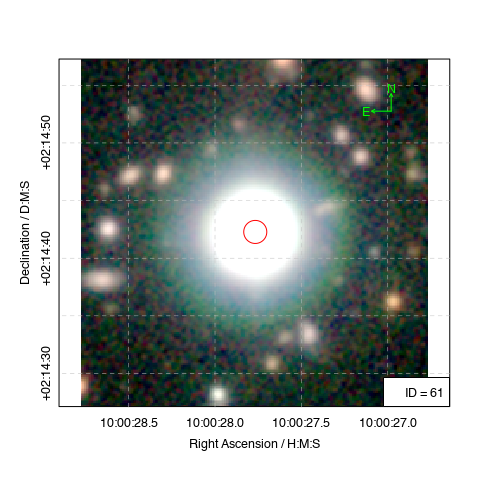 N
E
+02:14:50
+02:14:40
+02:14:30
Declination / D:M:S
ID = 61
10:00:28.5 10:00:28.0 10:00:27.5 10:00:27.0
Right Ascension / H:M:S